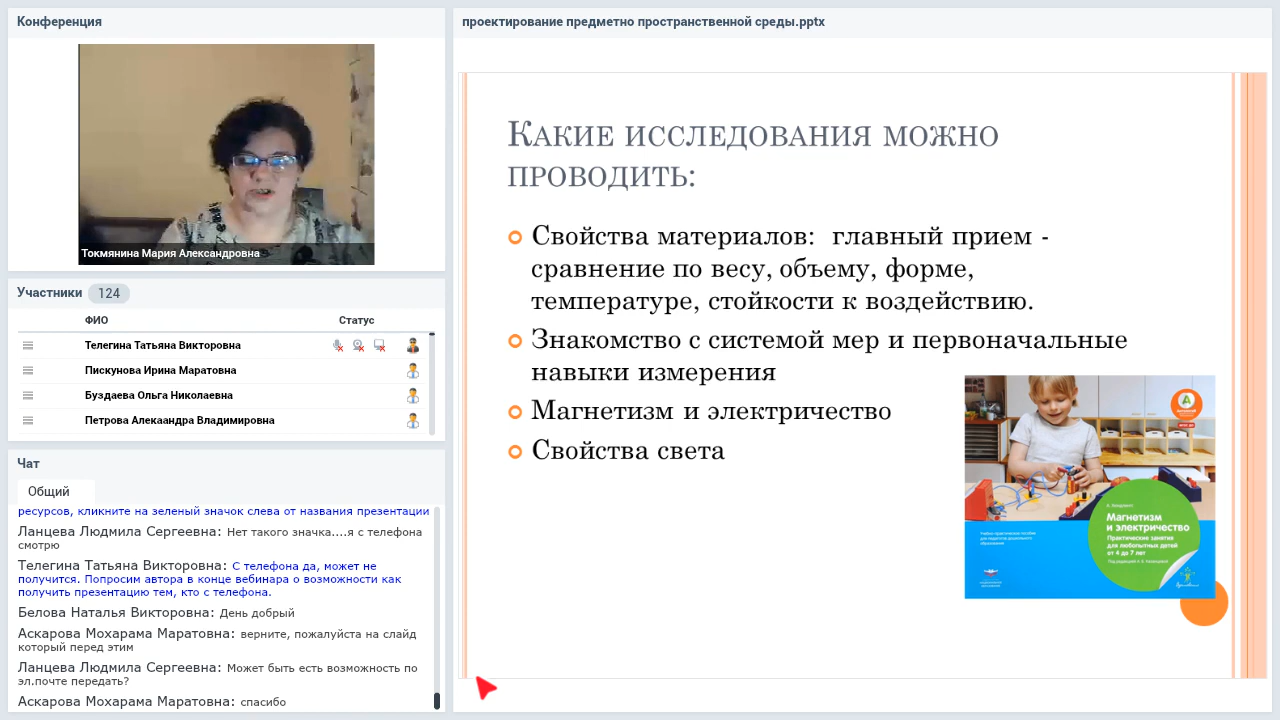 Конференция
Токмянина Мария Александровна
Участники 124
ФИО Статус
Телегина Татьяна Викторовна
Пискунова Ирина Маратовна
Буздаева Ольга Николаевна
Петрова Алекаандра Владимировна
Чат
Общий
ресурсов, кликните на зеленый значок слева от названия презентации
Ланцева Людмила Сергеевна: Нет такого значка....я с телефона
смотрю
Телегина Татьяна Викторовна: С телефона да, может не
получится. Попросим автора в конце вебинара о возможности как
получить презентацию тем, кто с телефона.
Белова Наталья Викторовна: День добрый
Аскарова Мохарама Маратовна: верните, пожалуйста на слайд
который перед этим
Ланцева Людмила Сергеевна: Может быть есть возможность по
эл.почте передать?
Аскарова Мохарама Маратовна: спасибо
проектирование предметно пространственной среды.pptx
Какие исследования можно
проводить:
Свойства материалов: главный прием -
сравнение по весу, объему, форме,
температуре, стойкости к воздействию.
Знакомство с системой мер и первоначальные
навыки измерения
Магнетизм и электричество
Свойства света
Магнетизм
и электричество
Практические занятия
для любопытных детей
от 4 до 7 лет